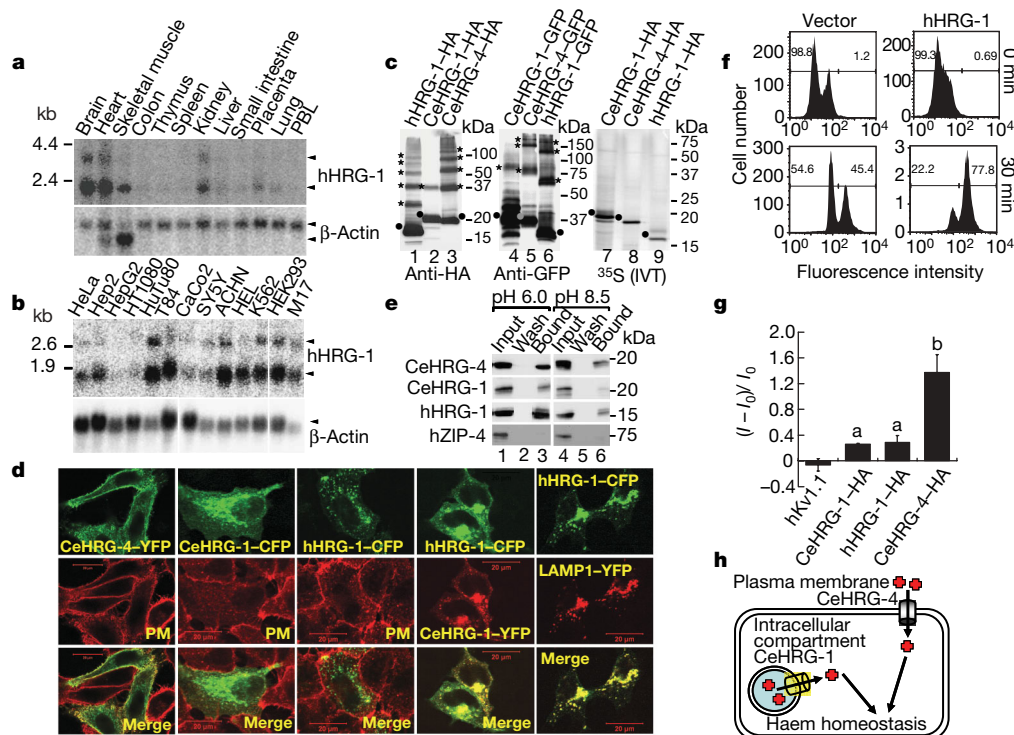 a
kb
Brain
Heart
Skeletal muscle
Colon
Thymus
Spleen
Kidney
Liver
Small intestine
Placenta
Lung
PBL
4.4
2.4
hHRG-1
β-Actin
b
kb
HeLa
Hep2
HepG2
HT1080
HuTu80
T84
CaCo2
SY5Y
ACHN
HEL
K562
HEK293
M17
2.6
1.9
hHRG-1
β-Actin
c
hHRG-1–HA
CeHRG-1–HA
CeHRG-4–HA
kDa
100
75
50
37
20
15
1 2 3
Anti-HA
CeHRG-1–GFP
CeHRG-4–GFP
hHRG-1–GFP
kDa
150
100
75
50
37
4 5 6
Anti-GFP
CeHRG-1–HA
CeHRG-4–HA
hHRG-1–HA
kDa
75
50
37
25
20
15
7 8 9
35S (IVT)
d
CeHRG-4–YFP
CeHRG-1–CFP
hHRG-1–CFP
hHRG-1–CFP
hHRG-1–CFP
PM
PM
20 µm
PM
20 µm
20 µm
CeHRG-1–YFP
LAMP1–YFP
20 µm
Merge
Merge
20 µm
Merge
20 µm
Merge
20 µm
Merge
20 µm
e
pH 6.0 pH 8.5
Input
Wash
Bound
Input
Wash
Bound
kDa
CeHRG-4
-20
CeHRG-1
-20
hHRG-1
-15
hZIP-4
-75
1 2 3 4 5 6
f
Vector hHRG-1
200
100
0
98.8 1.2
10⁰ 10² 10⁴
200
100
0
99.3 0.69
10⁰ 10² 10⁴
0 min
200
100
0
54.6 45.4
10⁰ 10² 10⁴
3
2
1
0
22.2 77.8
10⁰ 10² 10⁴
30 min
Cell number
Fluorescence intensity
g
(I – I0)/ I0
2.0
1.6
1.2
0.8
0.4
0
–0.4
a
a
b
hKv1.1
CeHRG-1–HA
hHRG-1–HA
CeHRG-4–HA
h
Plasma membrane
CeHRG-4
Intracellular
compartment
CeHRG-1
Haem homeostasis